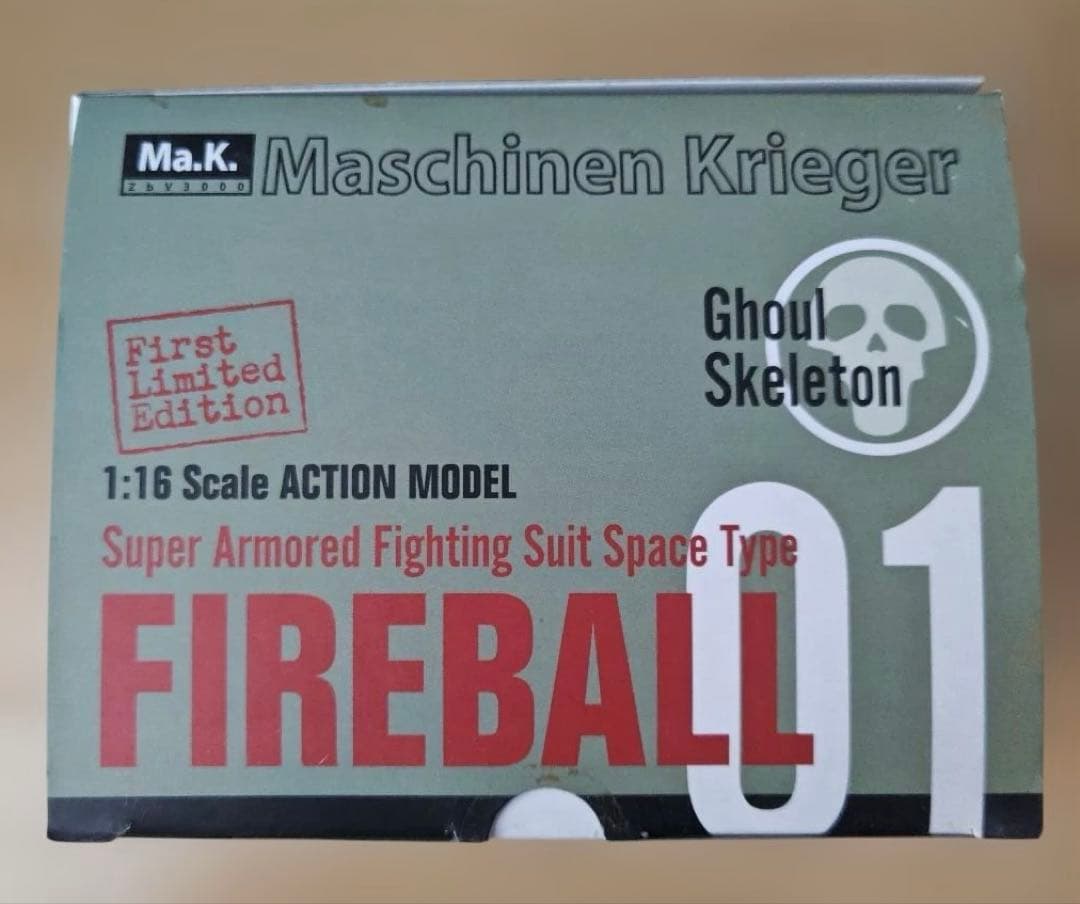 Ma.K. Maschinen Krieger
ZbV3000
Ghoul
Skeleton
First
Limited
Edition
1:16 Scale ACTION MODEL
Super Armored Fighting Suit Space Type
FIREBALL
01